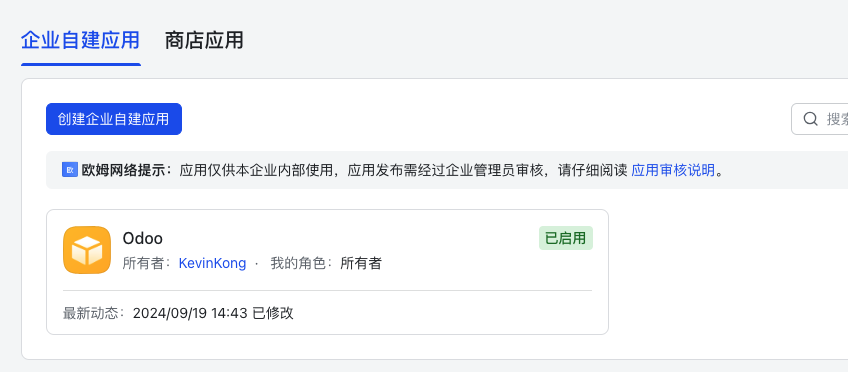 企业自建应用 商店应用
创建企业自建应用 搜索
欧姆网络提示：应用仅供本企业内部使用，应用发布需经过企业管理员审核，请仔细阅读 应用审核说明。
Odoo 已启用
所有者：KevinKong · 我的角色：所有者
最新动态：2024/09/19 14:43 已修改